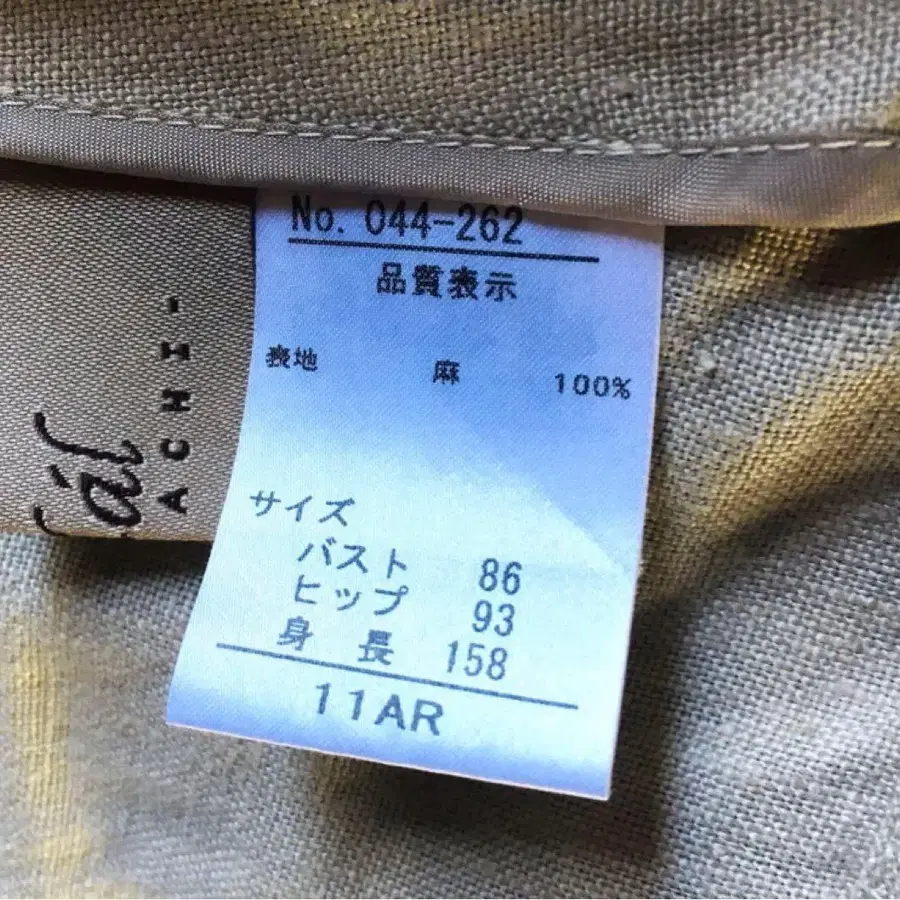 No. 044-262
品質表示
表地 麻 100%
サイズ
バスト 86
ヒップ 93
身長 158
11AR
ACHI-